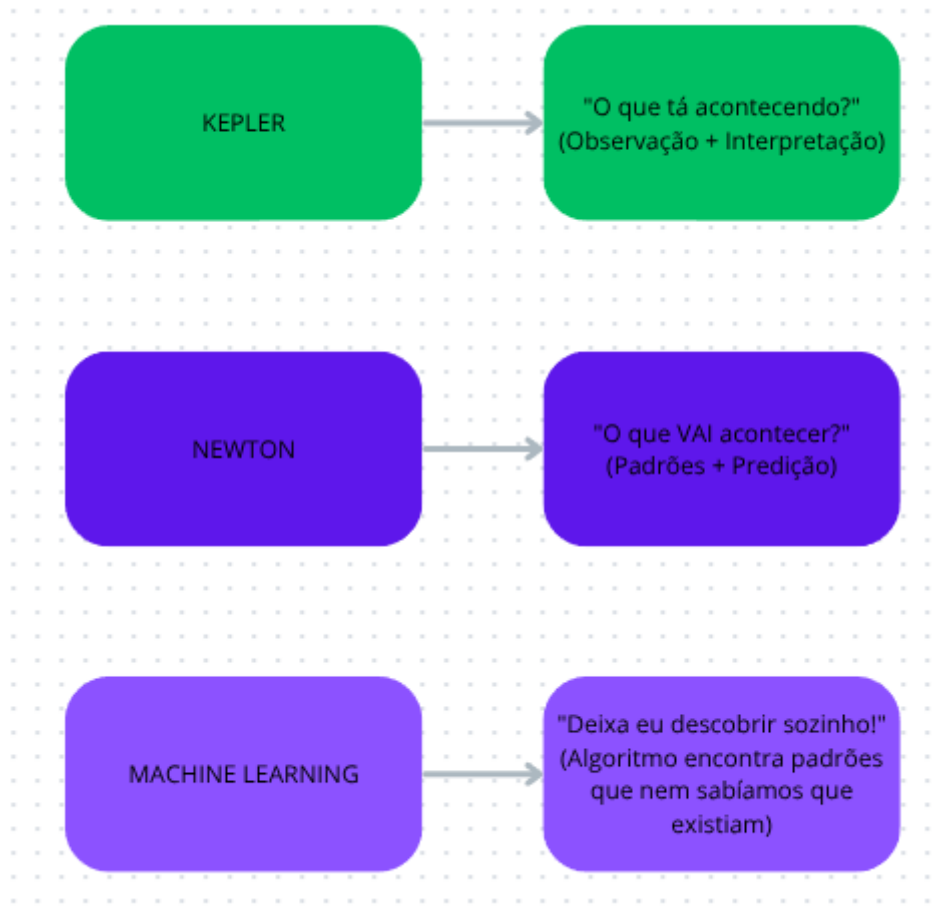 KEPLER
"O que tá acontecendo?"
(Observação + Interpretação)
NEWTON
"O que VAI acontecer?"
(Padrões + Predição)
MACHINE LEARNING
"Deixa eu descobrir sozinho!"
(Algoritmo encontra padrões
que nem sabíamos que
existiam)